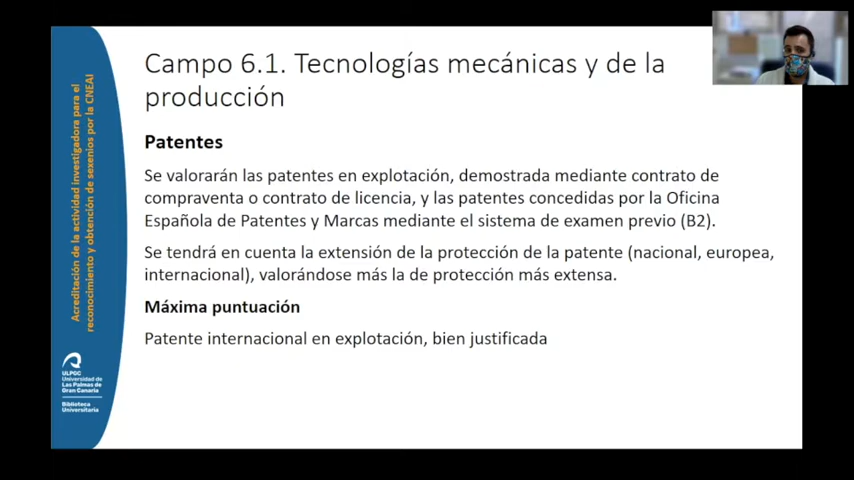 Campo 6.1. Tecnologías mecánicas y de la
producción
Patentes
Se valorarán las patentes en explotación, demostrada mediante contrato de
compraventa o contrato de licencia, y las patentes concedidas por la Oficina
Española de Patentes y Marcas mediante el sistema de examen previo (B2).
Se tendrá en cuenta la extensión de la protección de la patente (nacional, europea,
internacional), valorándose más la de protección más extensa.
Máxima puntuación
Patente internacional en explotación, bien justificada
Acreditación de la actividad investigadora para el
reconocimiento y obtención de sexenios por la CNEAI
ULPGC
Universidad de
Las Palmas de
Gran Canaria
Biblioteca
Universitaria